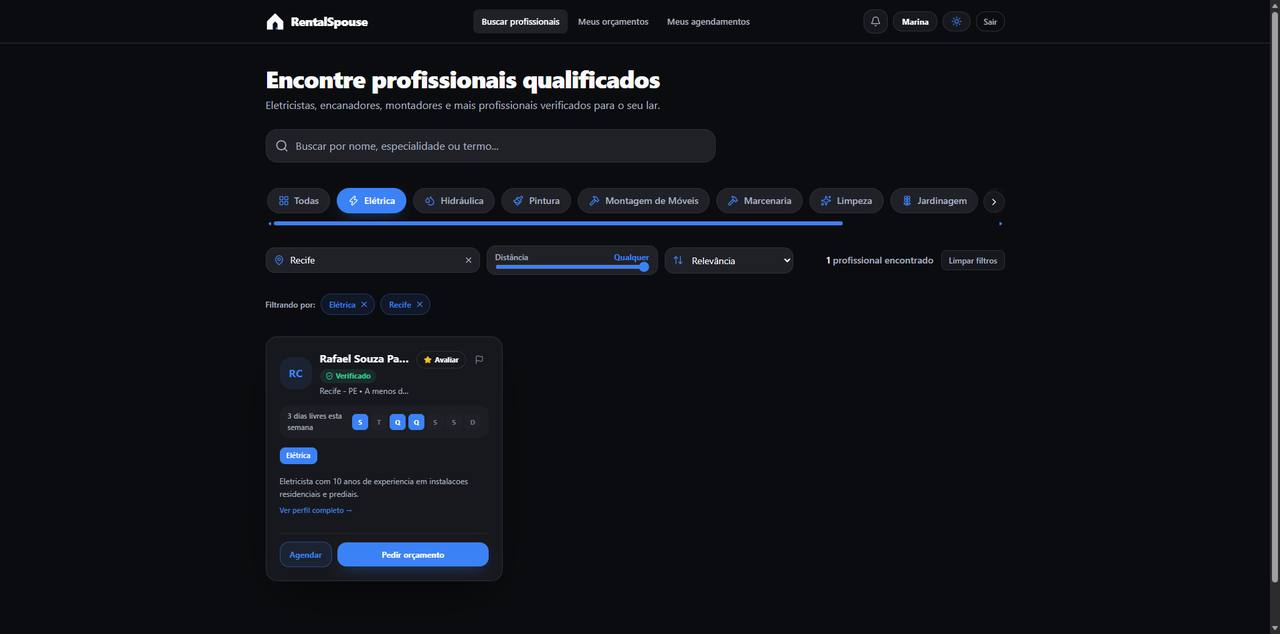 RentalSpouse
Buscar profissionais
Meus orçamentos
Meus agendamentos
Marina
Sair
Encontre profissionais qualificados
Eletricistas, encanadores, montadores e mais profissionais verificados para o seu lar.
Buscar por nome, especialidade ou termo...
Todas
Elétrica
Hidráulica
Pintura
Montagem de Móveis
Marcenaria
Limpeza
Jardinagem
Recife
Distância
Qualquer
Relevância
1 profissional encontrado
Limpar filtros
Filtrando por:
Elétrica
Recife
RC
Rafael Souza Pa...
Avaliar
Verificado
Recife - PE • A menos d...
3 dias livres esta
semana
S T Q Q S S D
Elétrica
Eletricista com 10 anos de experiencia em instalacoes
residenciais e prediais.
Ver perfil completo →
Agendar
Pedir orçamento